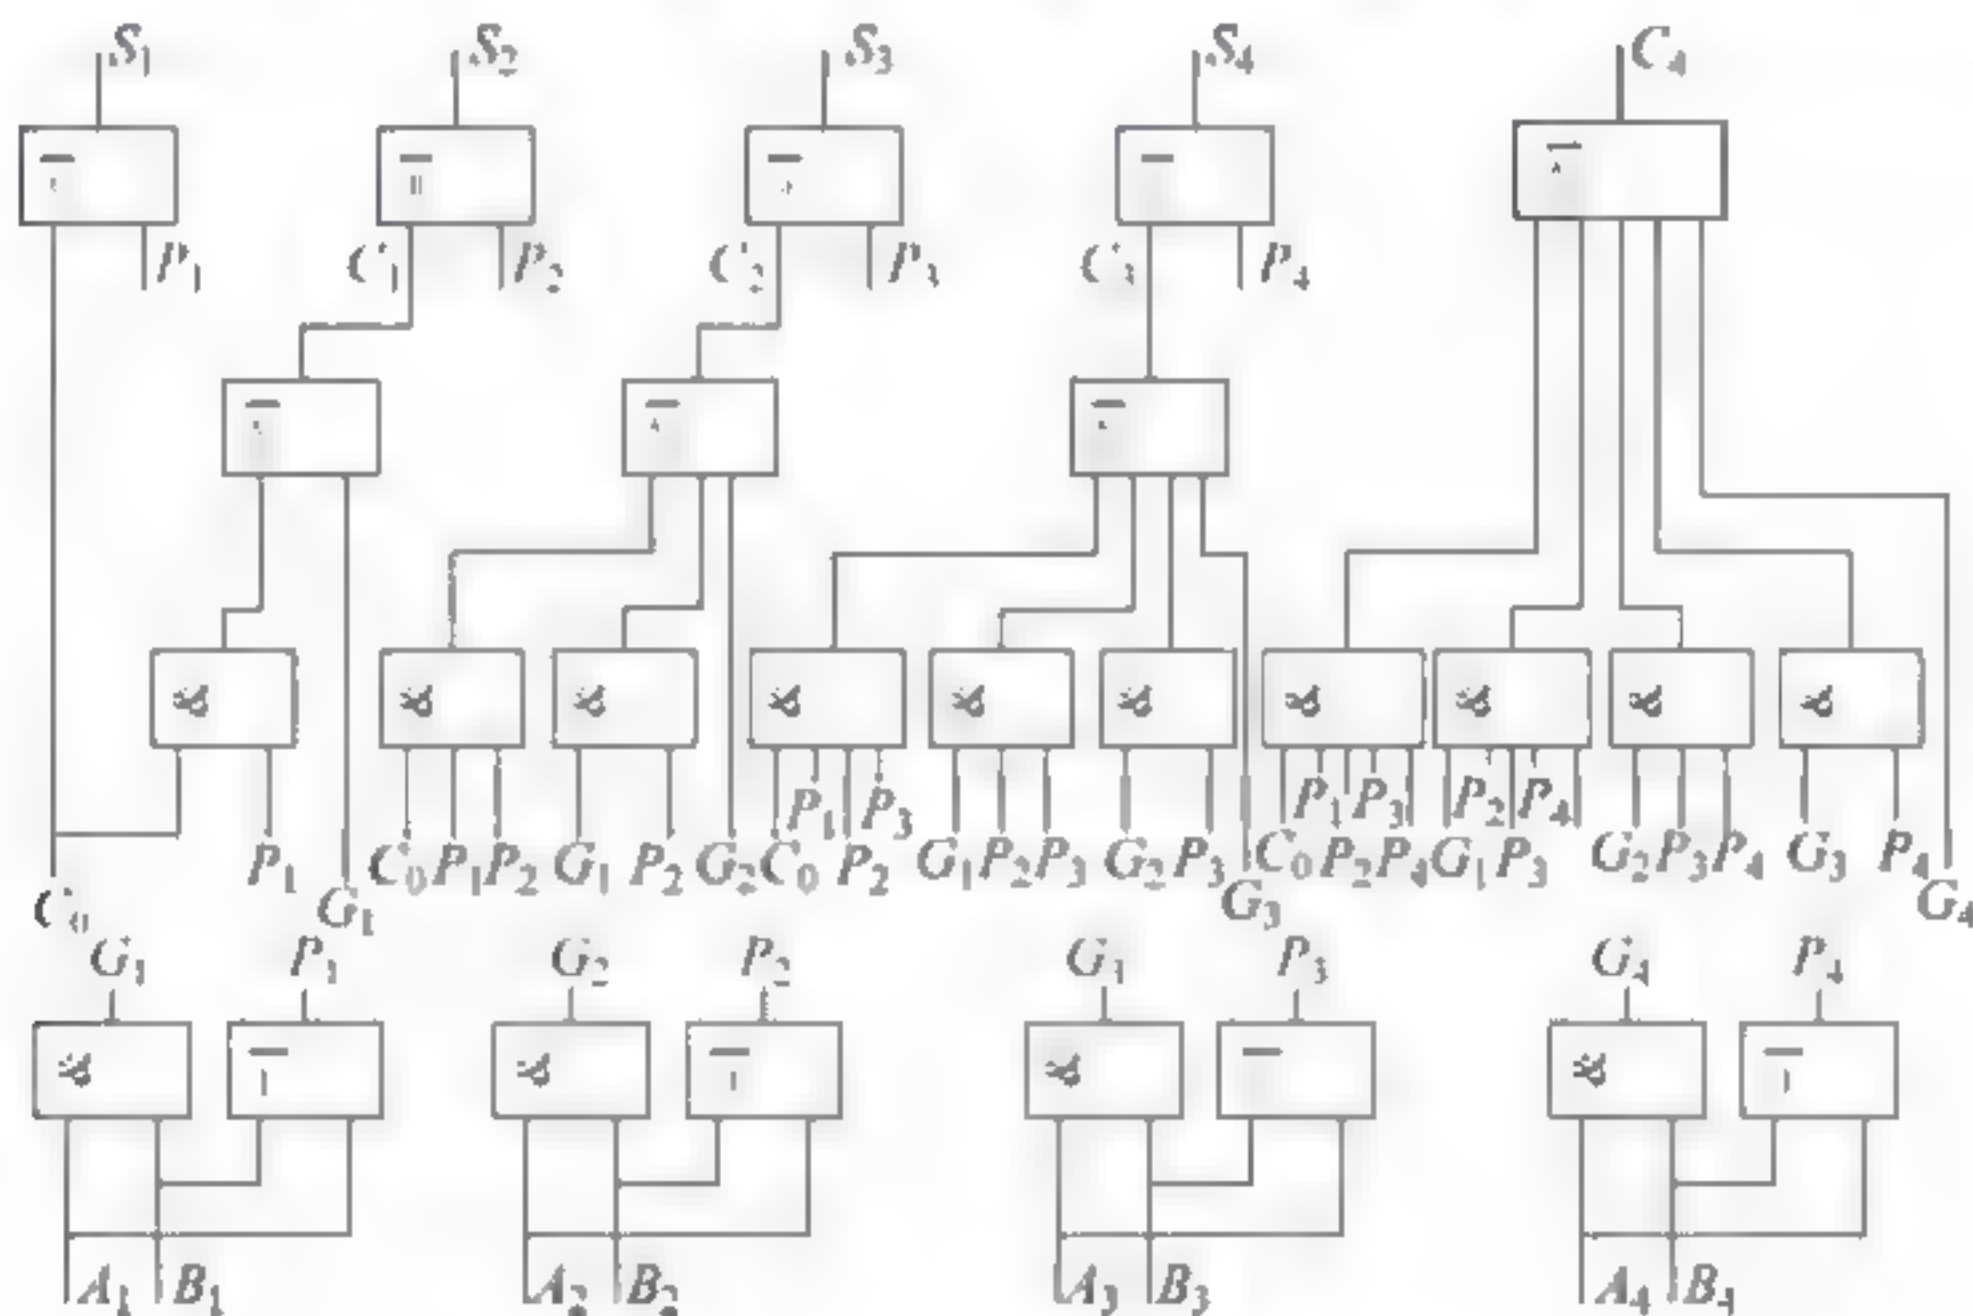 S1 S2 S3 S4 C4
P1 C1 P2 C2 P3 C3 P4
& & & & & & & & & &
P1 P3 P1 P3 P2 P4
P1 C0 P1 P2 G1 P2 G2 C0 P2 G1 P2 P3 G2 P3 C0 P2 P4 G1 P3 G2 P3 P4 G3 P4
C0 G1 G3 G4
G1 P1 G2 P2 G1 P3 G4 P4
& & & &
A1 B1 A2 B2 A3 B3 A4 B4